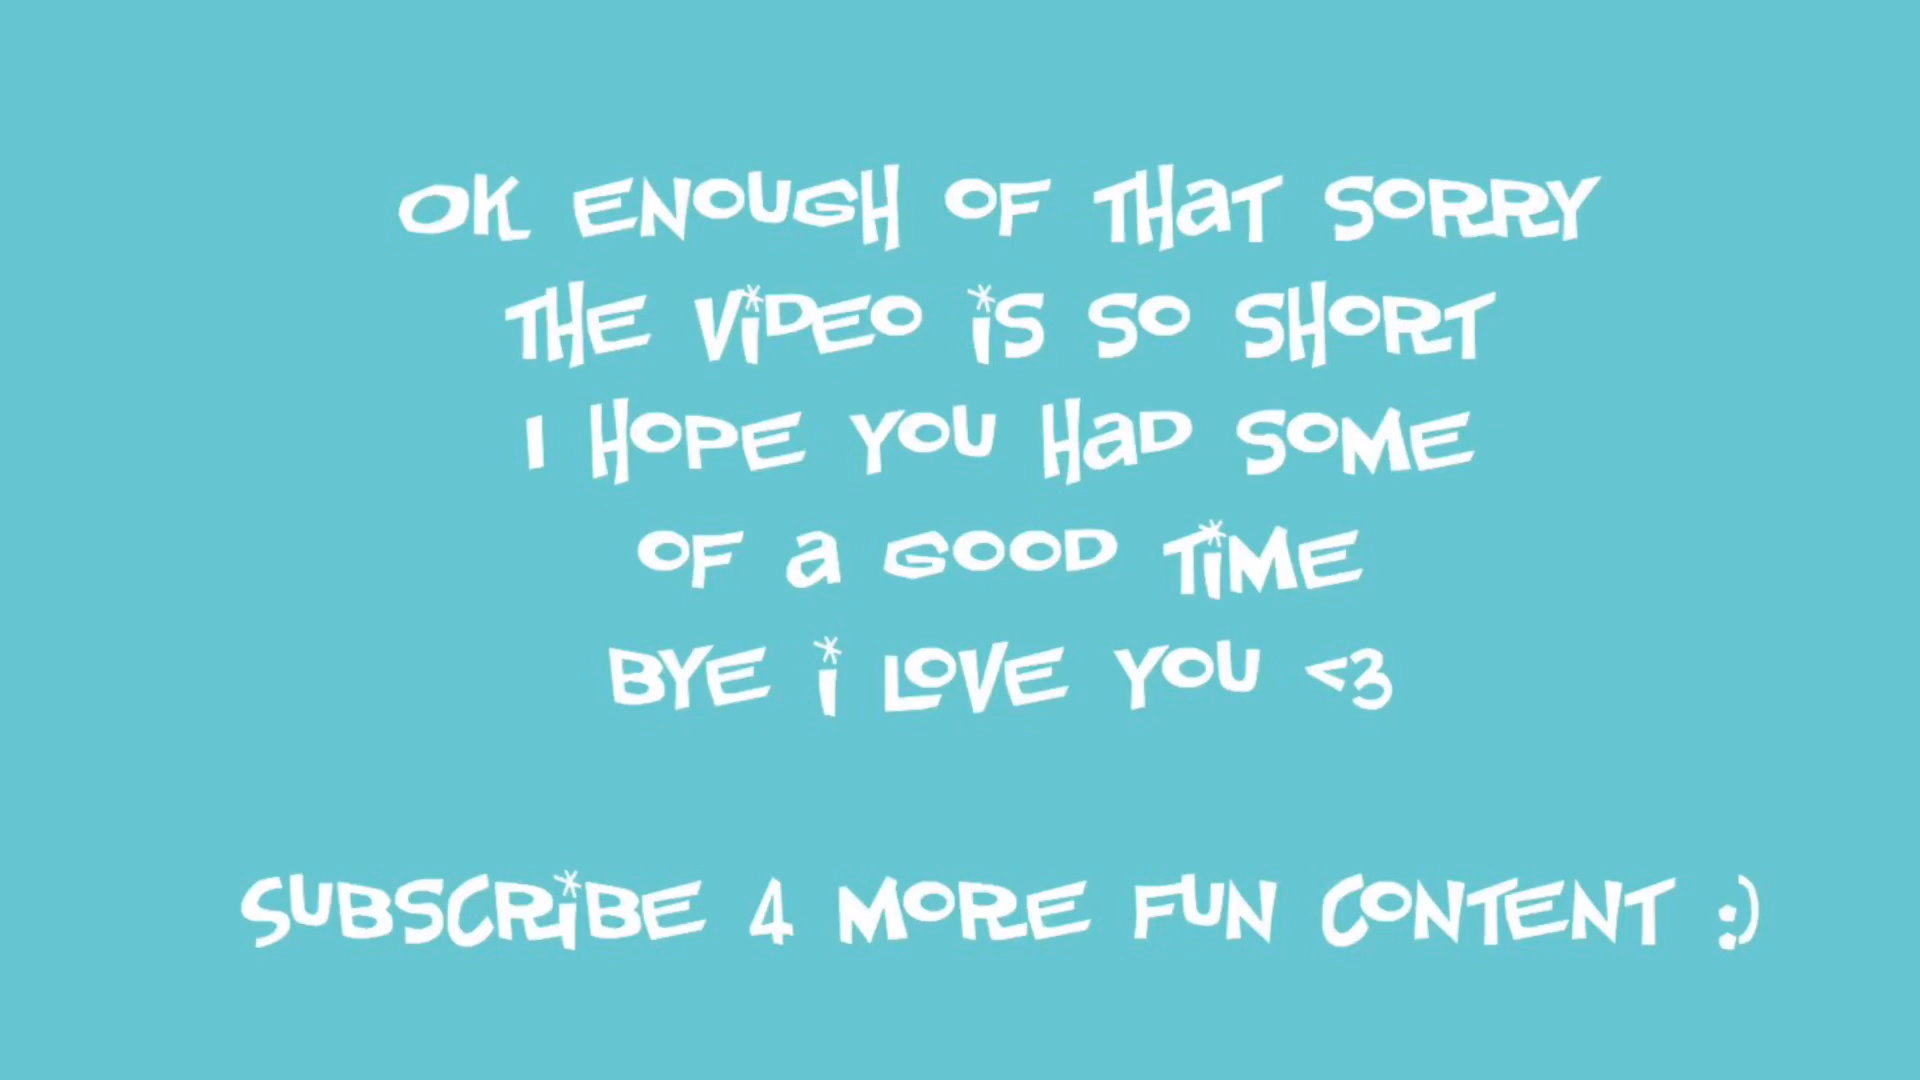 OK ENOUGH OF THAT SORRY
THE ViDEO iS SO SHORT
I HOPE YOU HAD SOME
OF A GOOD TiME
BYE i LOVE YOU <3
SUBSCRiBE 4 MORE FUN CONTENT :)